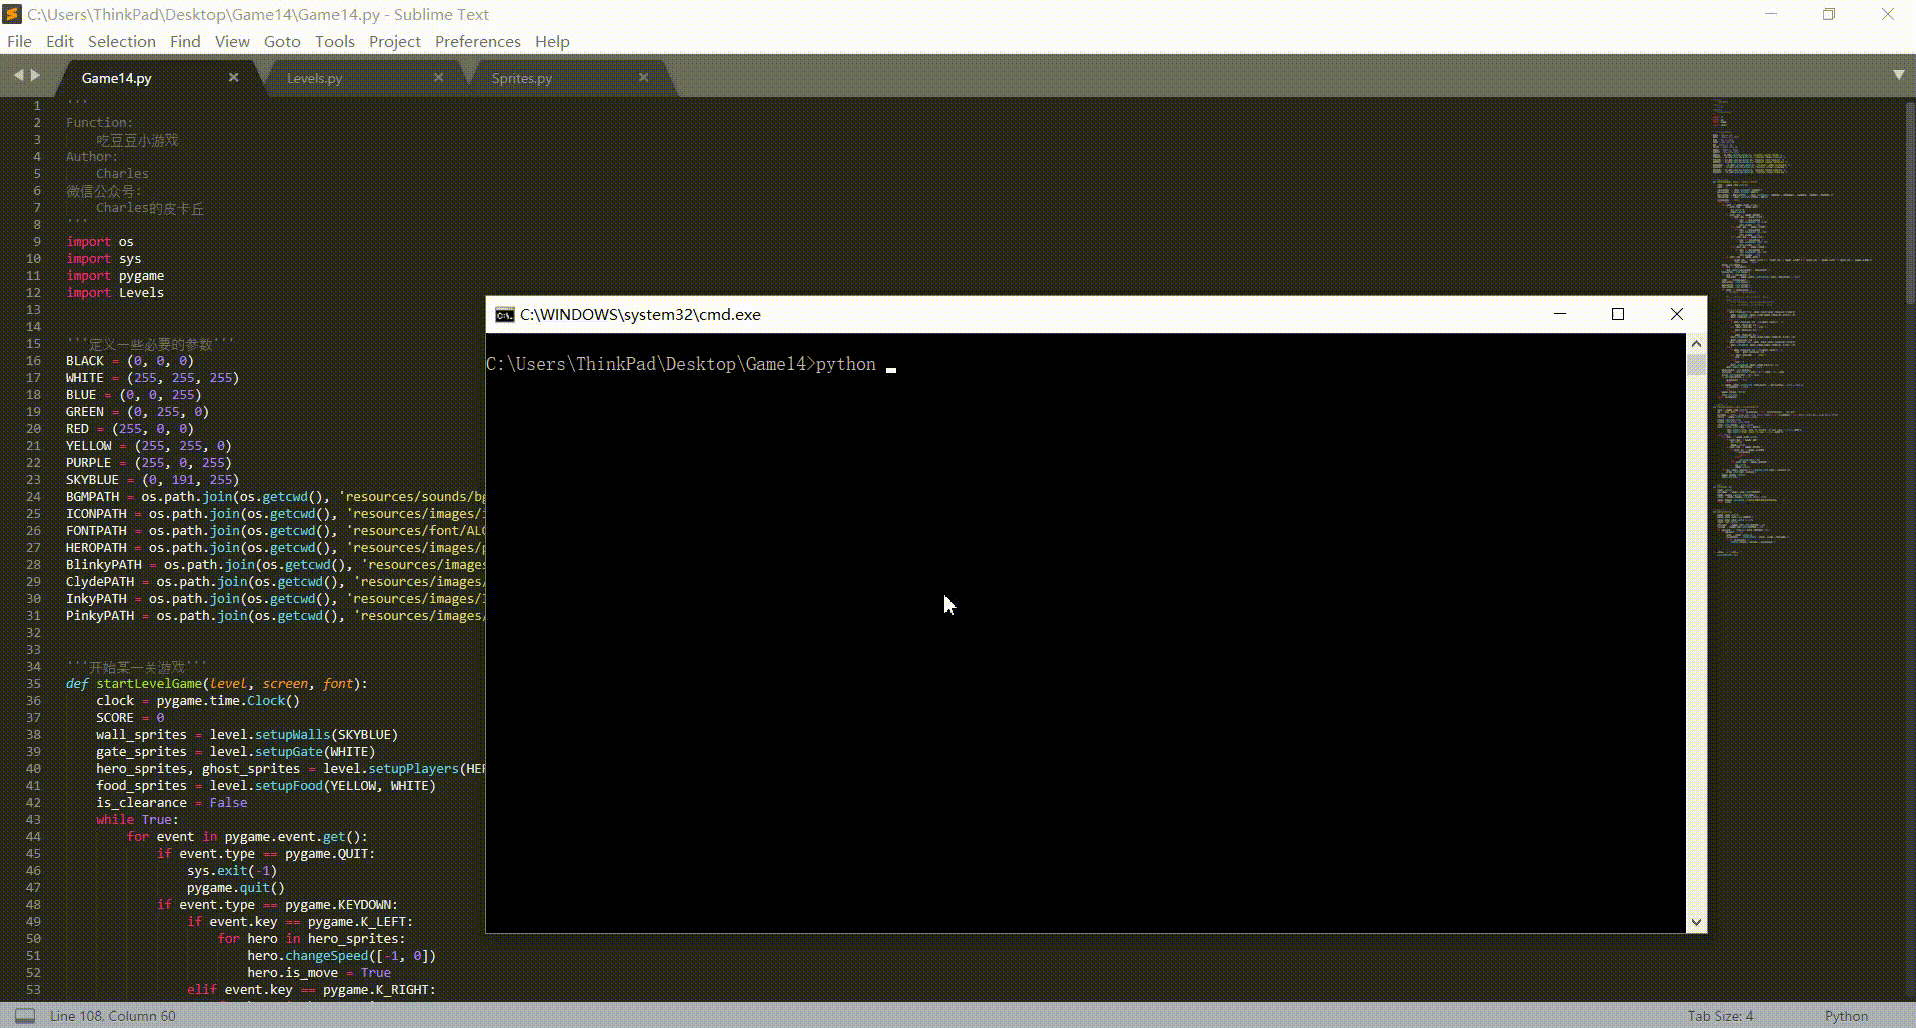 C:\Users\ThinkPad\Desktop\Game14\Game14.py - Sublime Text
File Edit Selection Find View Goto Tools Project Preferences Help
Game14.py Levels.py Sprites.py
1 '''
2 Function:
3 吃豆豆小游戏
4 Author:
5 Charles
6 微信公众号:
7 Charles的皮卡丘
8 '''
9 import os
10 import sys
11 import pygame
12 import Levels
13
14
15 '''定义一些必要的参数'''
16 BLACK = (0, 0, 0)
17 WHITE = (255, 255, 255)
18 BLUE = (0, 0, 255)
19 GREEN = (0, 255, 0)
20 RED = (255, 0, 0)
21 YELLOW = (255, 255, 0)
22 PURPLE = (255, 0, 255)
23 SKYBLUE = (0, 191, 255)
24 BGMPATH = os.path.join(os.getcwd(), 'resources/sounds/bg
25 ICONPATH = os.path.join(os.getcwd(), 'resources/images/i
26 FONTPATH = os.path.join(os.getcwd(), 'resources/font/ALG
27 HEROPATH = os.path.join(os.getcwd(), 'resources/images/p
28 BlinkyPATH = os.path.join(os.getcwd(), 'resources/images
29 ClydePATH = os.path.join(os.getcwd(), 'resources/images/
30 InkyPATH = os.path.join(os.getcwd(), 'resources/images/I
31 PinkyPATH = os.path.join(os.getcwd(), 'resources/images/
32
33
34 '''开始某一关游戏'''
35 def startLevelGame(level, screen, font):
36 clock = pygame.time.Clock()
37 SCORE = 0
38 wall_sprites = level.setupWalls(SKYBLUE)
39 gate_sprites = level.setupGate(WHITE)
40 hero_sprites, ghost_sprites = level.setupPlayers(HER
41 food_sprites = level.setupFood(YELLOW, WHITE)
42 is_clearance = False
43 while True:
44 for event in pygame.event.get():
45 if event.type == pygame.QUIT:
46 sys.exit(-1)
47 pygame.quit()
48 if event.type == pygame.KEYDOWN:
49 if event.key == pygame.K_LEFT:
50 for hero in hero_sprites:
51 hero.changeSpeed([-1, 0])
52 hero.is_move = True
53 elif event.key == pygame.K_RIGHT:
C:\WINDOWS\system32\cmd.exe
C:\Users\ThinkPad\Desktop\Game14>python
Line 108, Column 60
Tab Size: 4 Python